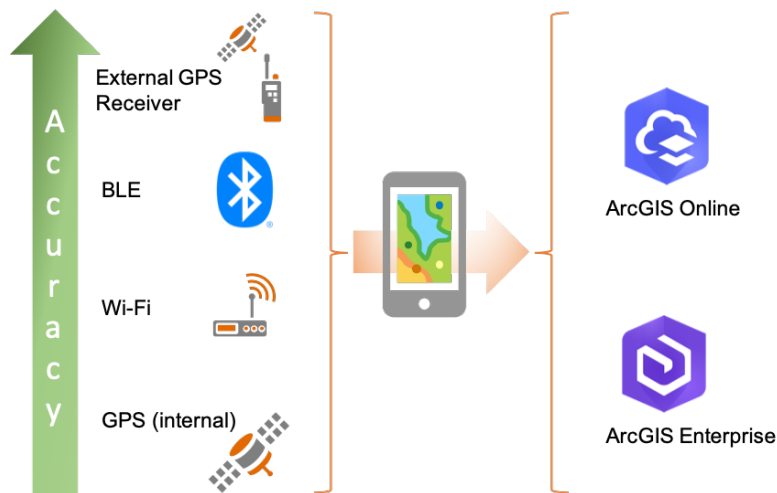 Accuracy
External GPS
Receiver
BLE
®
Wi-Fi
GPS (internal)
ArcGIS Online
ArcGIS Enterprise